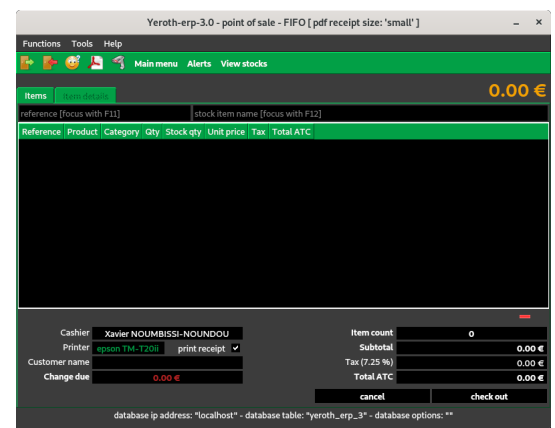 Yeroth-erp-3.0 - point of sale - FIFO [ pdf receipt size: 'small' ]
Functions Tools Help
Main menu Alerts View stocks
0.00 €
Items Item details
reference [focus with F11] stock item name [focus with F12]
Reference Product Category Qty Stock qty Unit price Tax Total ATC
Cashier Xavier NOUMBISSI-NOUNDOU Item count 0
Printer epson TM-T20ii print receipt Subtotal 0.00 €
Customer name Tax (7.25 %) 0.00 €
Change due 0.00 € Total ATC 0.00 €
cancel check out
database ip address: "localhost" - database table: "yeroth_erp_3" - database options: ""